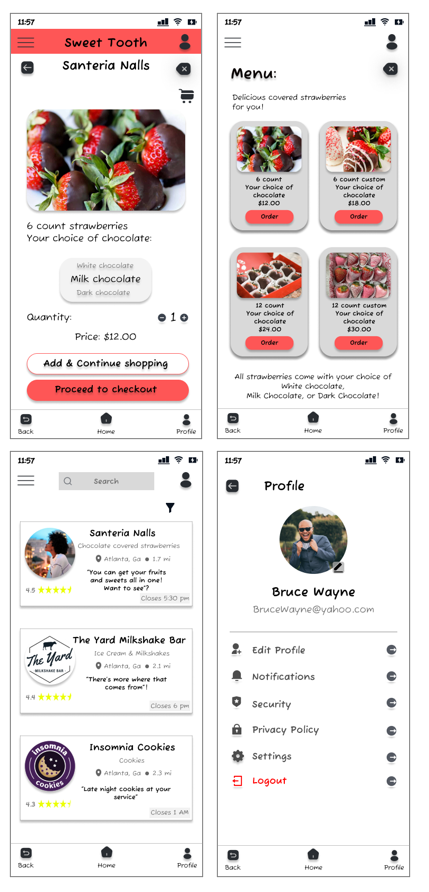 11:57
Sweet Tooth
Santeria Nalls
6 count strawberries
Your choice of chocolate:
White chocolate
Milk chocolate
Dark chocolate
Quantity:
1
Price: $12.00
Add & Continue shopping
Proceed to checkout
Back
Home
Profile
11:57
Menu:
Delicious covered strawberries
for you!
6 count
Your choice of
chocolate
$12.00
Order
6 count custom
Your choice of
chocolate
$18.00
Order
12 count
Your choice of
chocolate
$24.00
Order
12 count custom
Your choice of
chocolate
$30.00
Order
All strawberries come with your choice of
White chocolate,
Milk Chocolate, or Dark Chocolate!
Back
Home
Profile
11:57
Search
Santeria Nalls
Chocolate covered strawberries
Atlanta, Ga
1.7 mi
"You can get your fruits
and sweets all in one!
Want to see"?
4.5
Closes 5:30 pm
The Yard
MILKSHAKE BAR
The Yard Milkshake Bar
Ice Cream & Milkshakes
Atlanta, Ga
2.1 mi
"There's more where that
comes from"!
4.4
Closes 6 pm
insomnia
cookies
Insomnia Cookies
Cookies
Atlanta, Ga
2.3 mi
"Late night cookies at your
service"
4.3
Closes 1 AM
Back
Home
Profile
11:57
Profile
Bruce Wayne
BruceWayne@yahoo.com
Edit Profile
Notifications
Security
Privacy Policy
Settings
Logout
Back
Home
Profile